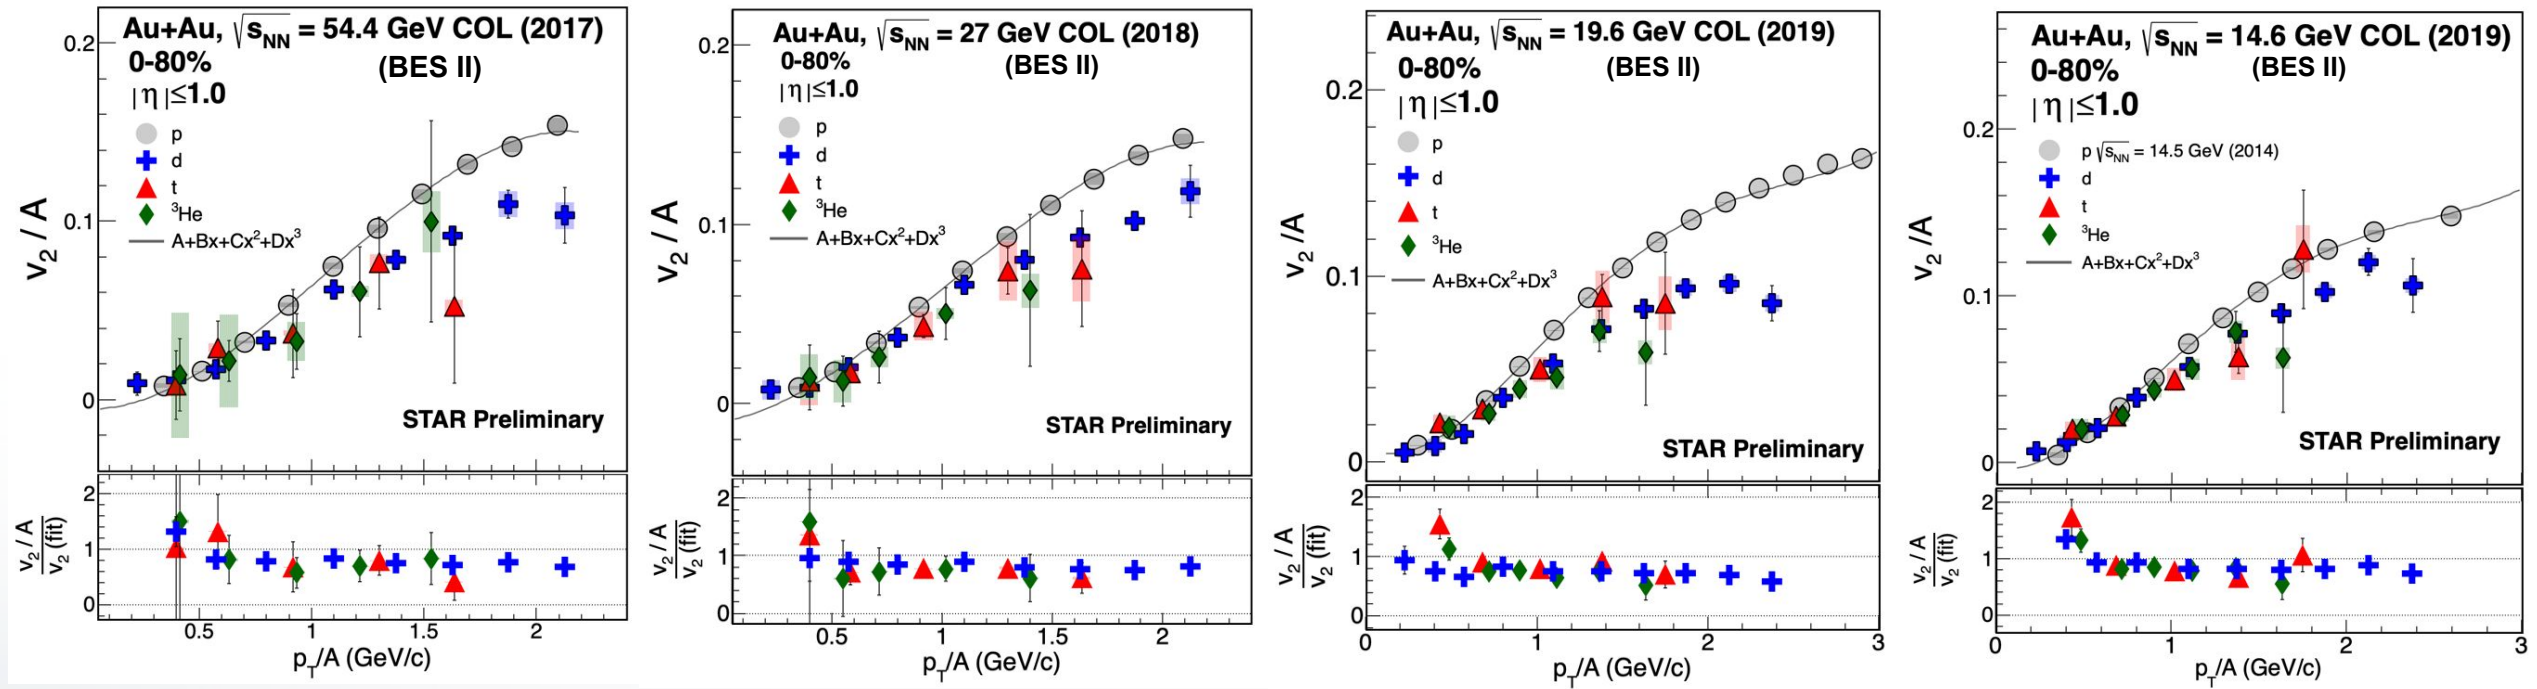 Au+Au, √sNN = 54.4 GeV COL (2017)
0-80%
(BES II)
|η|≤1.0
p
d
t
³He
A+Bx+Cx²+Dx³
STAR Preliminary
v₂ / A
0.2
0.1
0
v₂ / A
v₂ (fit)
2
1
0
0.5
1
1.5
2
pT/A (GeV/c)
Au+Au, √sNN = 27 GeV COL (2018)
0-80%
(BES II)
|η|≤1.0
p
d
t
³He
A+Bx+Cx²+Dx³
STAR Preliminary
v₂ / A
0.2
0.1
0
v₂ / A
v₂ (fit)
2
1
0
0.5
1
1.5
2
pT/A (GeV/c)
Au+Au, √sNN = 19.6 GeV COL (2019)
0-80%
(BES II)
|η|≤1.0
p
d
t
³He
A+Bx+Cx²+Dx³
STAR Preliminary
v₂ /A
0.2
0.1
0
v₂ / A
v₂ (fit)
2
1
0
0
1
2
3
pT/A (GeV/c)
Au+Au, √sNN = 14.6 GeV COL (2019)
0-80%
(BES II)
|η|≤1.0
p √sNN = 14.5 GeV (2014)
d
t
³He
A+Bx+Cx²+Dx³
STAR Preliminary
v₂ /A
0.2
0.1
0
v₂ / A
v₂ (fit)
2
1
0
0
1
2
3
pT/A (GeV/c)